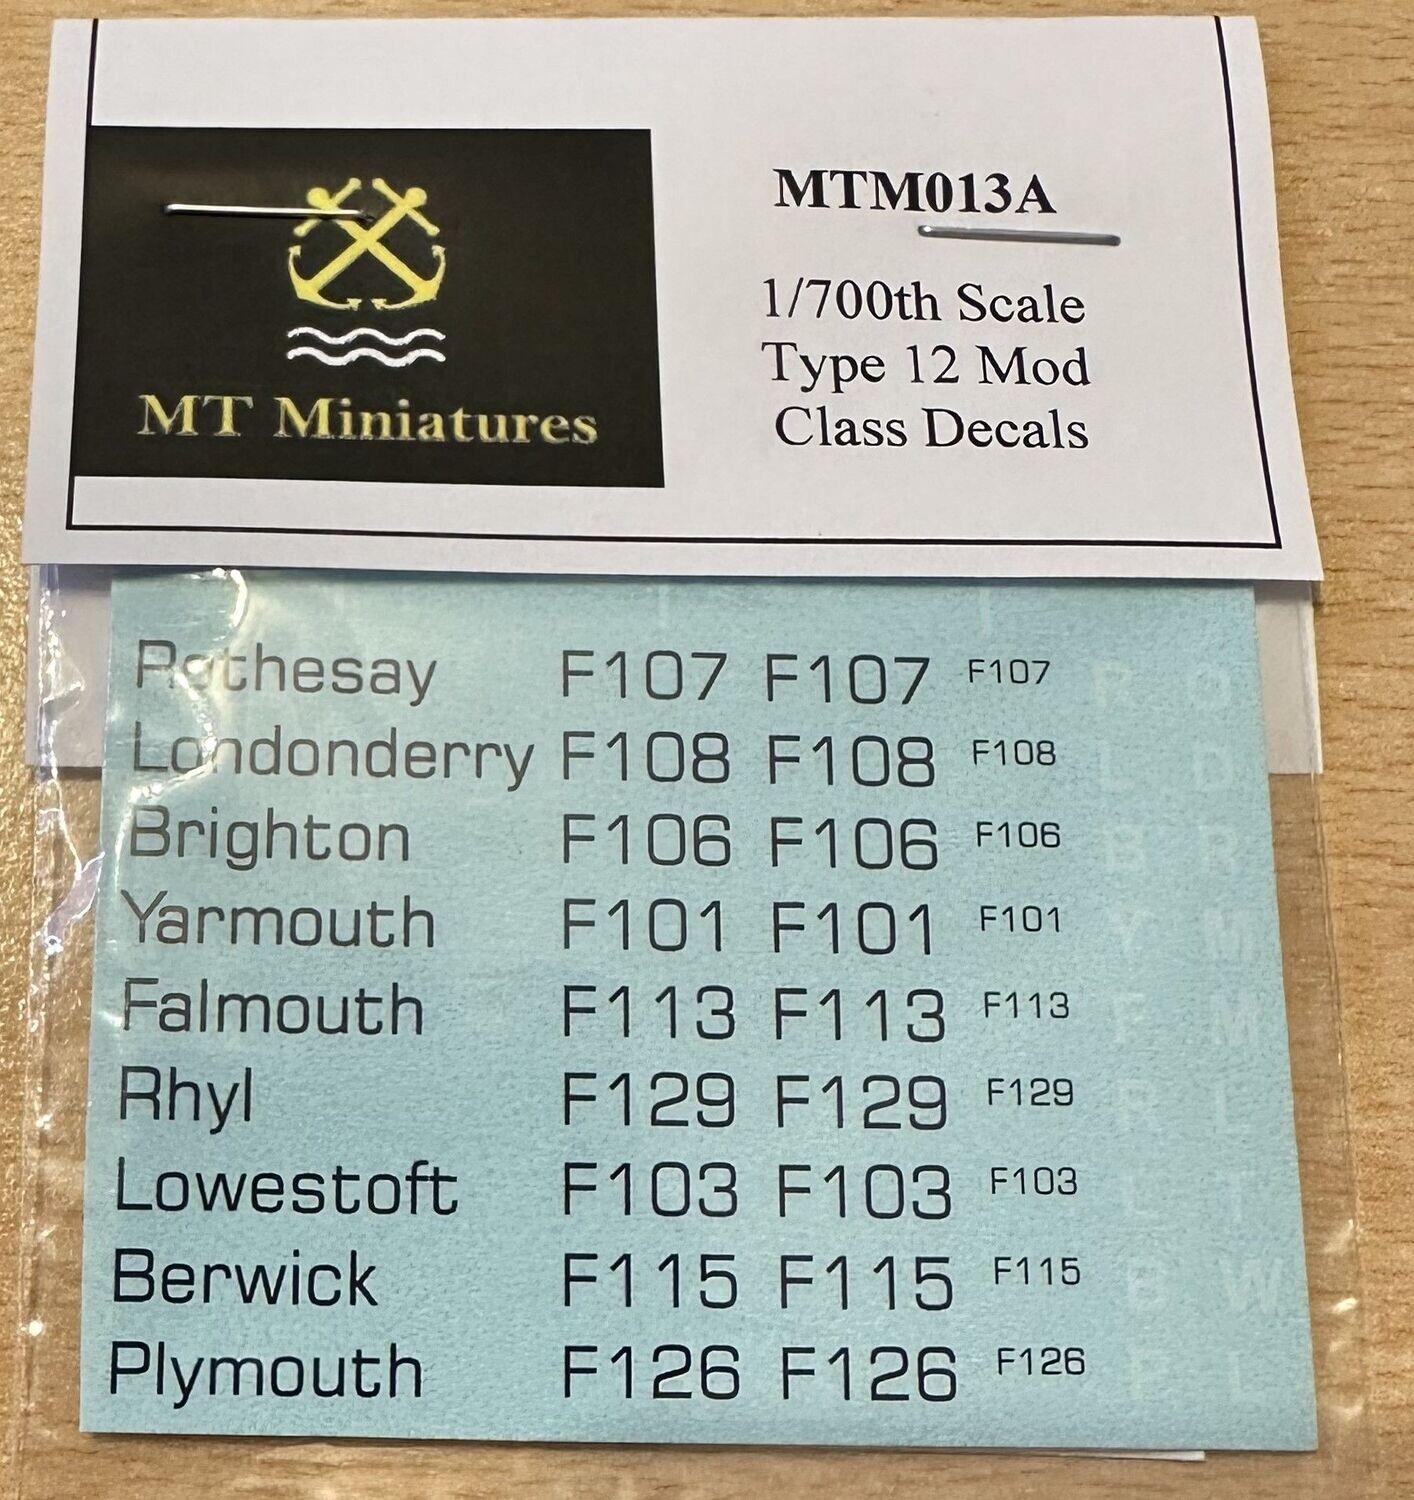 MT Miniatures
MTM013A
1/700th Scale
Type 12 Mod
Class Decals
Rothesay F107 F107 F107 R O
Londonderry F108 F108 F108 L D
Brighton F106 F106 F106 B R
Yarmouth F101 F101 F101 Y M
Falmouth F113 F113 F113 F M
Rhyl F129 F129 F129 R L
Lowestoft F103 F103 F103 L T
Berwick F115 F115 F115 B W
Plymouth F126 F126 F126 L